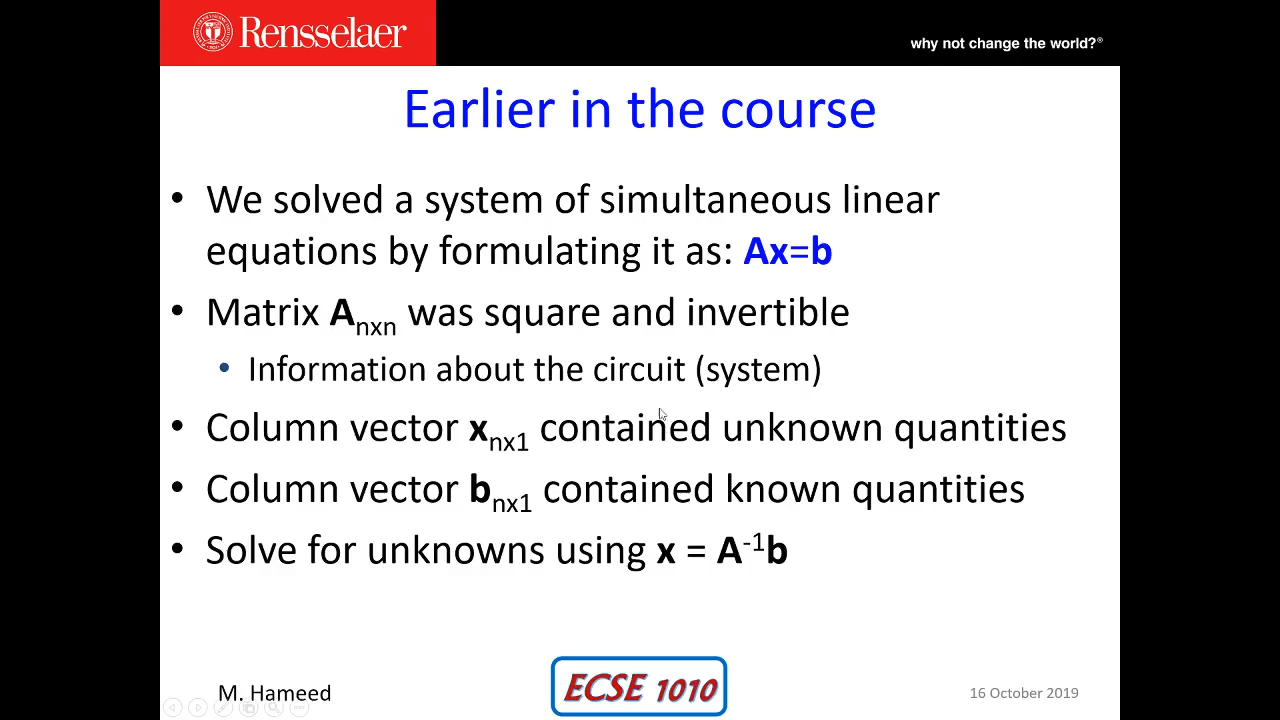 Rensselaer
why not change the world?®
Earlier in the course
• We solved a system of simultaneous linear
equations by formulating it as: Ax=b
• Matrix Anxn was square and invertible
• Information about the circuit (system)
• Column vector xnx1 contained unknown quantities
• Column vector bnx1 contained known quantities
• Solve for unknowns using x = A-1b
M. Hameed
ECSE 1010
16 October 2019